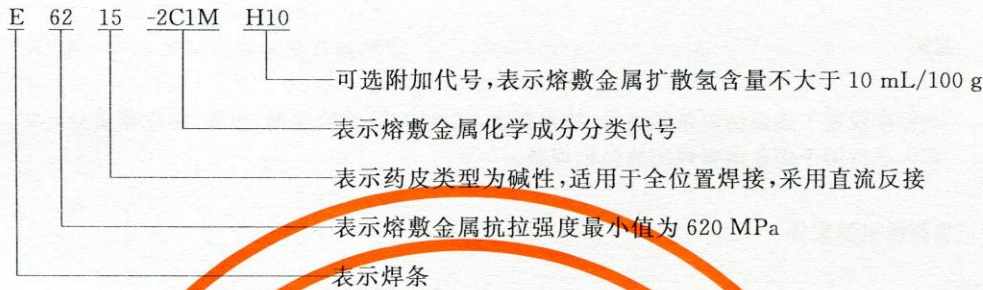 E 62 15 -2C1M H10
可选附加代号,表示熔敷金属扩散氢含量不大于 10 mL/100 g
表示熔敷金属化学成分分类代号
表示药皮类型为碱性,适用于全位置焊接,采用直流反接
表示熔敷金属抗拉强度最小值为 620 MPa
表示焊条